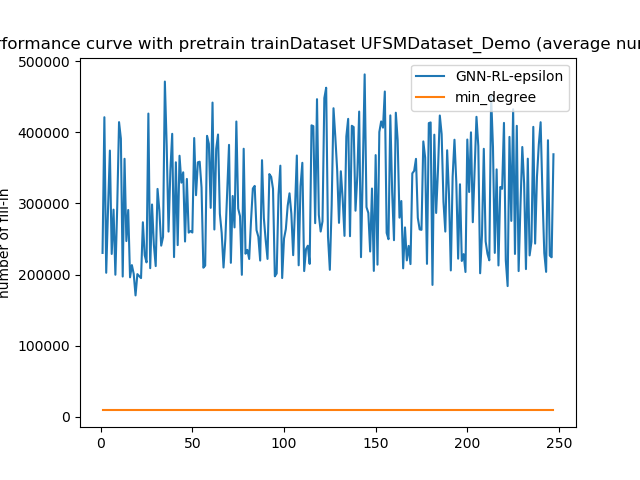 rformance curve with pretrain trainDataset UFSMDataset_Demo (average num
500000
400000
300000
200000
100000
0
number of fill-in
GNN-RL-epsilon
min_degree
0 50 100 150 200 250